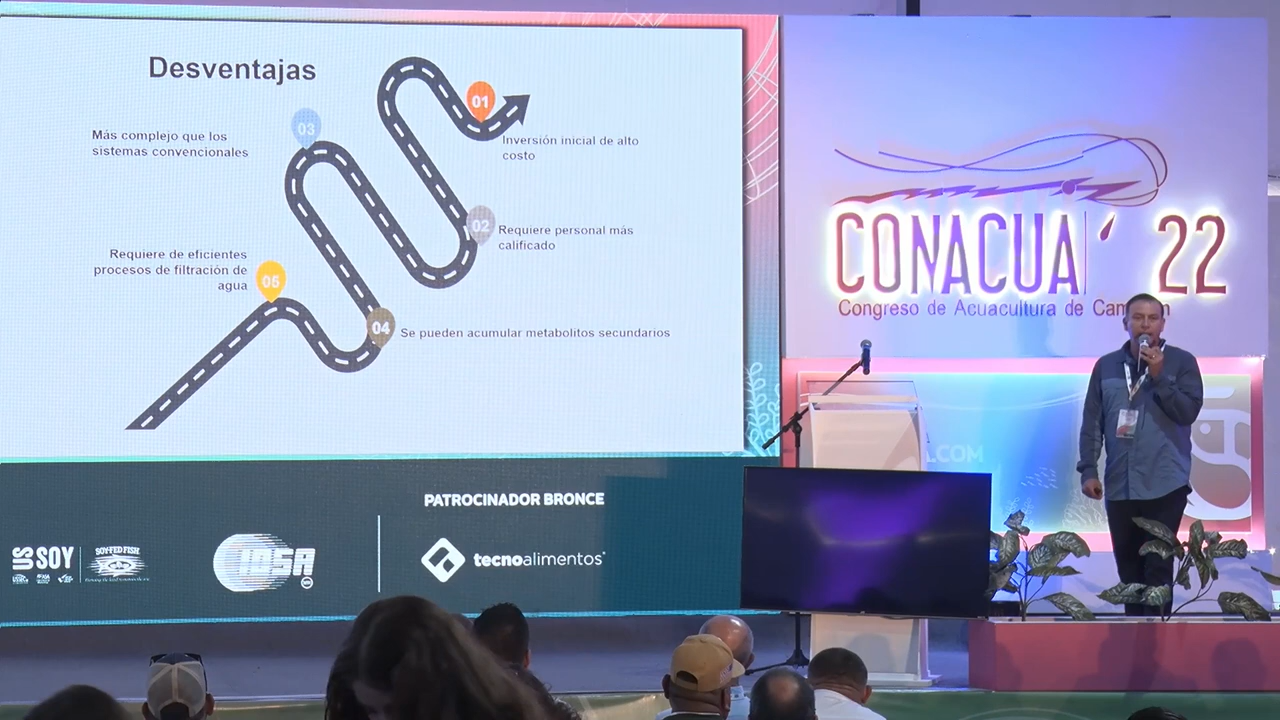 Desventajas
01
Inversión inicial de alto
costo
02
Requiere personal más
calificado
03
Más complejo que los
sistemas convencionales
04
Se pueden acumular metabolitos secundarios
05
Requiere de eficientes
procesos de filtración de
agua
CONACUA' 22
Congreso de Acuacultura de Cam
.COM
PATROCINADOR BRONCE
US SOY
SOY-FED FISH
tecnoalimentos